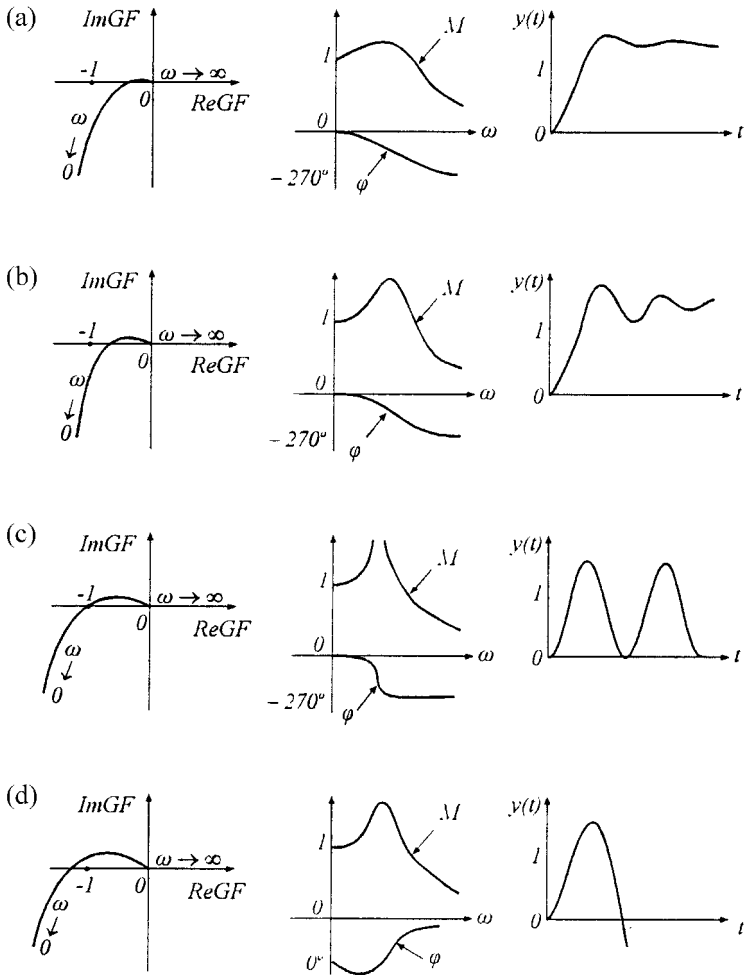 (a)
ImGF
-1
ω → ∞
0
ReGF
ω
0
1
M
0
ω
− 270°
φ
y(t)
1
0
t
(b)
ImGF
-1
ω → ∞
0
ReGF
ω
0
1
M
0
ω
− 270°
φ
y(t)
1
0
t
(c)
ImGF
-1
ω → ∞
0
ReGF
ω
0
1
M
0
ω
− 270°
φ
y(t)
1
0
t
(d)
ImGF
ω → ∞
-1
0
ReGF
ω
0
1
M
0
ω
0°
φ
y(t)
1
0
t